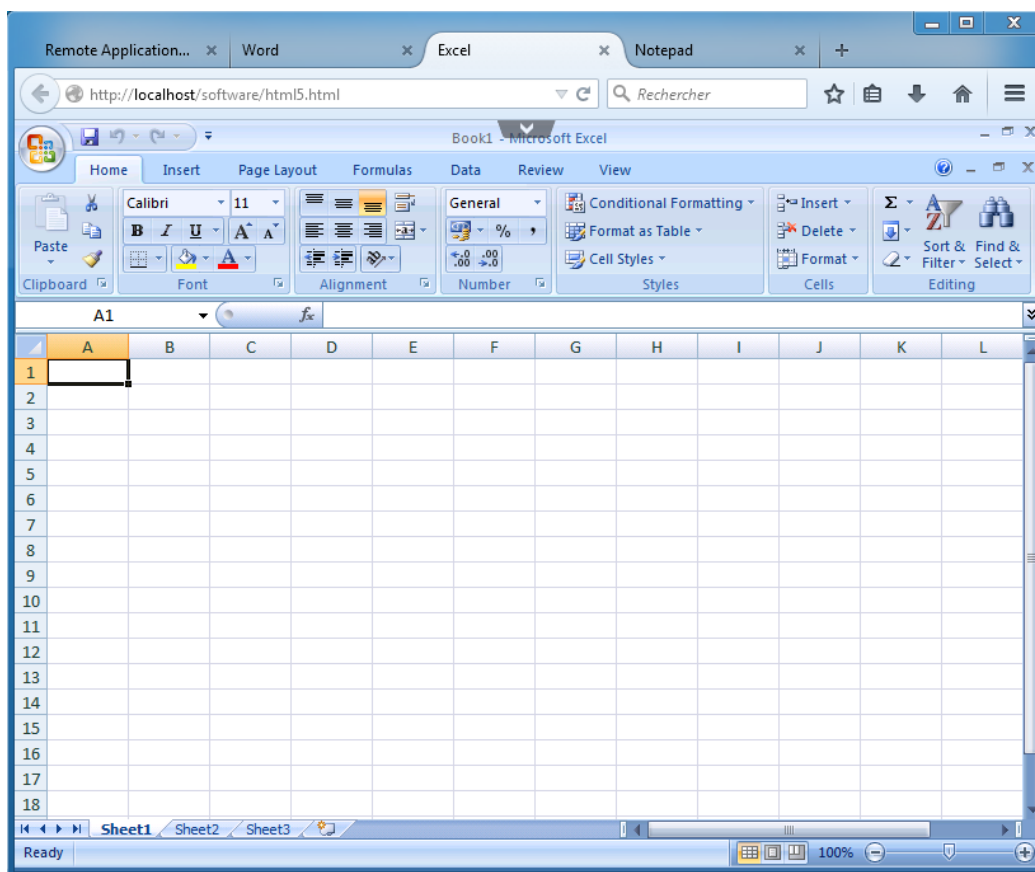 Remote Application... Word Excel Notepad
http://localhost/software/html5.html Rechercher
Book1 - Microsoft Excel
Home Insert Page Layout Formulas Data Review View
Calibri 11 General Conditional Formatting Insert Σ
Paste B I U A A % , Format as Table Delete Sort & Filter Find & Select
A .00 .0 Cell Styles Format
Clipboard Font Alignment Number Styles Cells Editing
A1 fx
A B C D E F G H I J K L
1
2
3
4
5
6
7
8
9
10
11
12
13
14
15
16
17
18
Sheet1 Sheet2 Sheet3
Ready 100%